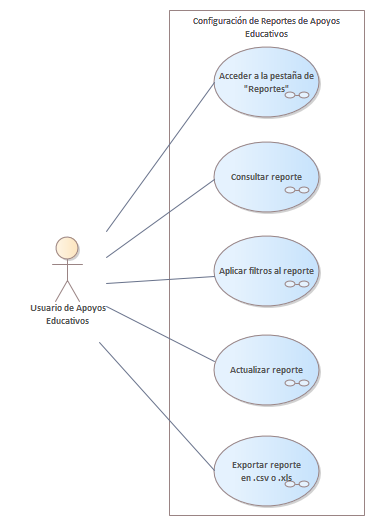 Configuración de Reportes de Apoyos
Educativos
Acceder a la pestaña de
"Reportes"
Consultar reporte
Aplicar filtros al reporte
Usuario de Apoyos
Educativos
Actualizar reporte
Exportar reporte
en .csv o .xls